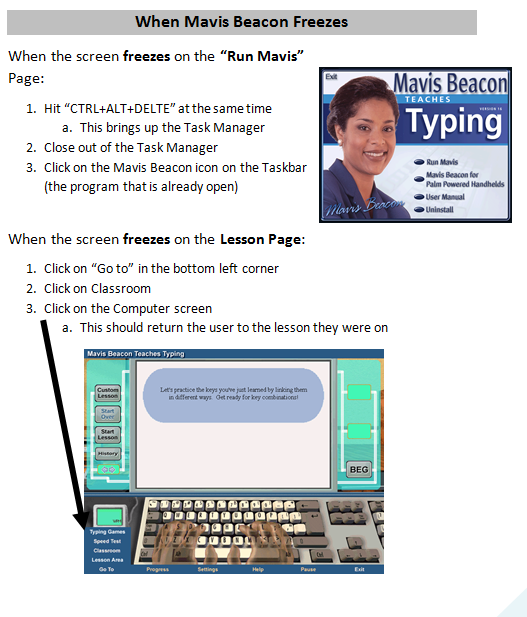 When Mavis Beacon Freezes
When the screen freezes on the “Run Mavis”
Page:
1. Hit “CTRL+ALT+DELTE” at the same time
a. This brings up the Task Manager
2. Close out of the Task Manager
3. Click on the Mavis Beacon icon on the Taskbar
(the program that is already open)
Exit
Mavis Beacon
TEACHES
Typing
Run Mavis
Mavis Beacon for
Palm Powered Handhelds
User Manual
Uninstall
Mavis Beacon
When the screen freezes on the Lesson Page:
1. Click on “Go to” in the bottom left corner
2. Click on Classroom
3. Click on the Computer screen
a. This should return the user to the lesson they were on
Mavis Beacon Teaches Typing
Custom
Lesson
Start
Over
Start
Lesson
History
Let's practice the keys you've just learned by linking them
in different ways. Get ready for key combinations!
BEG
Typing Games
Speed Test
Classroom
Lesson Area
Go To
Progress
Settings
Help
Pause
Exit